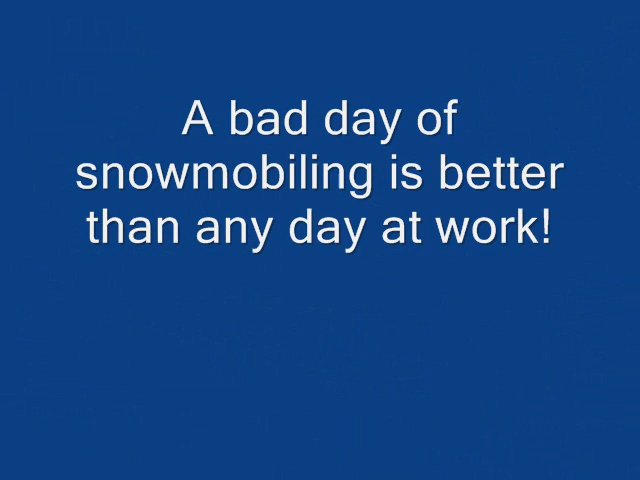 A bad day of
snowmobiling is better
than any day at work!